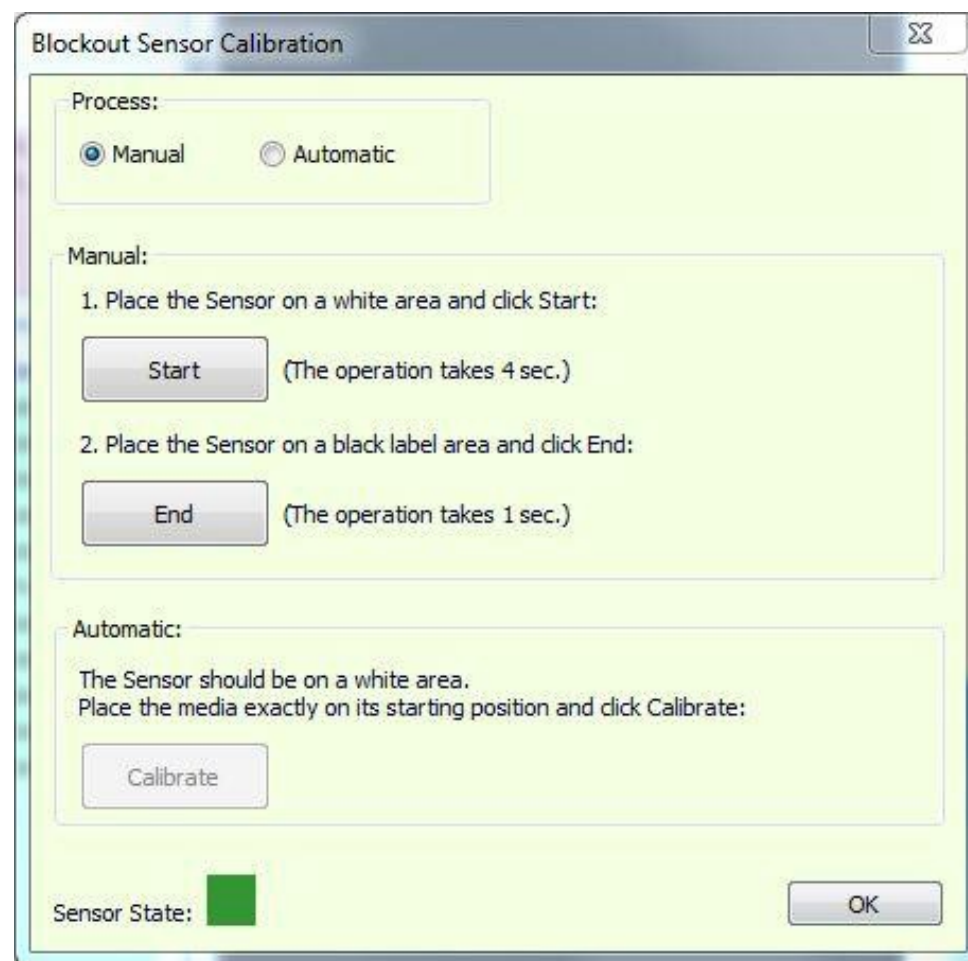 Blockout Sensor Calibration
Process:
Manual Automatic
Manual:
1. Place the Sensor on a white area and click Start:
Start (The operation takes 4 sec.)
2. Place the Sensor on a black label area and click End:
End (The operation takes 1 sec.)
Automatic:
The Sensor should be on a white area.
Place the media exactly on its starting position and click Calibrate:
Calibrate
Sensor State:
OK